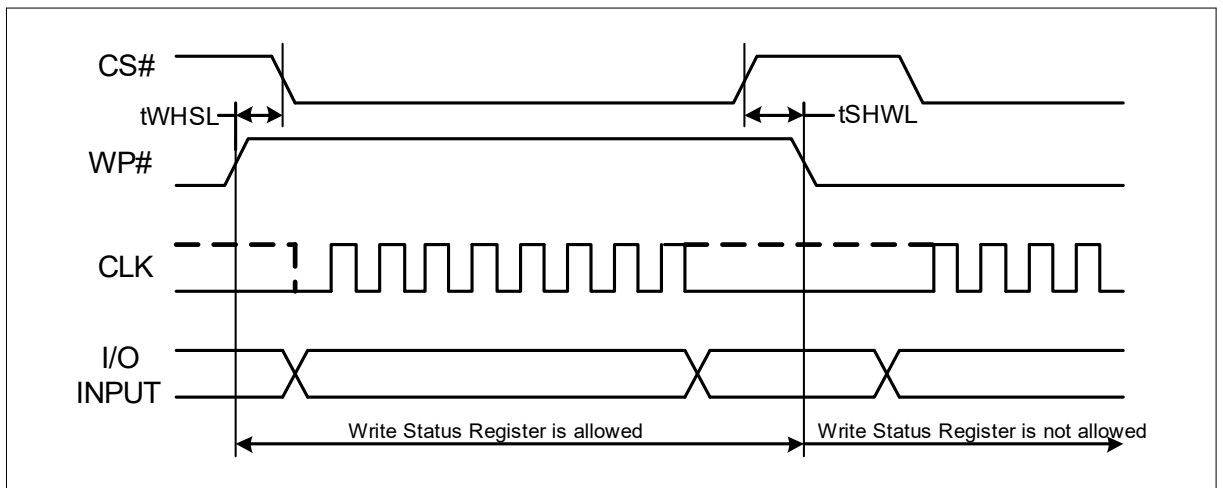 CS#
tWHSL
tSHWL
WP#
CLK
I/O
INPUT
Write Status Register is allowed
Write Status Register is not allowed